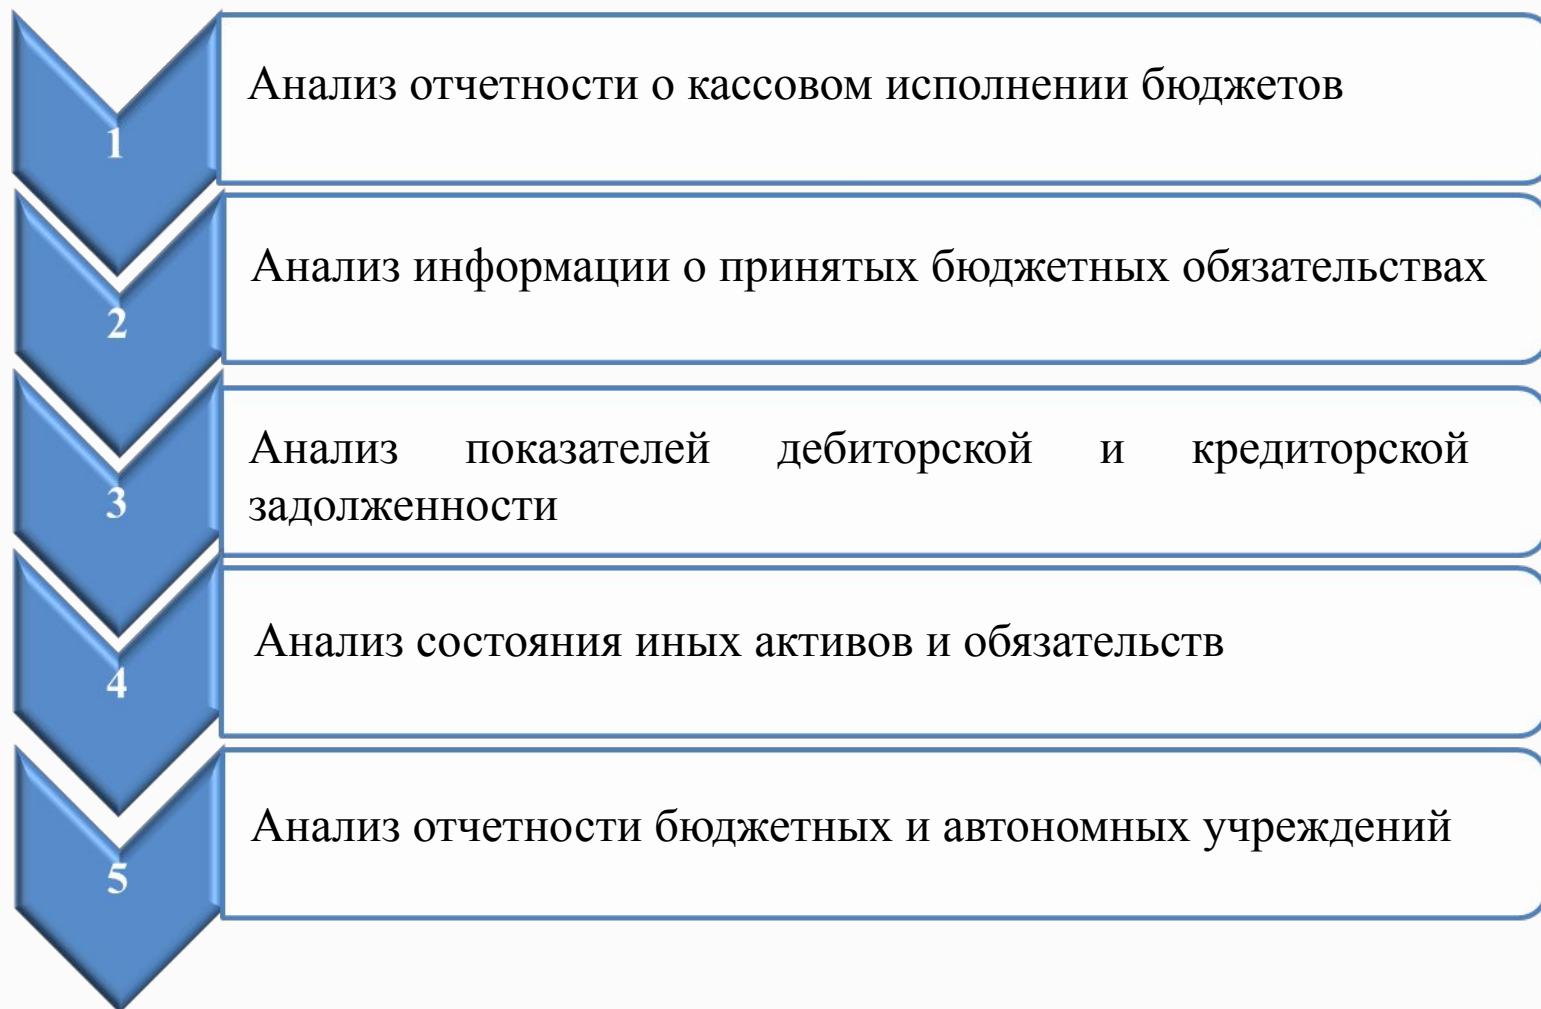 1
Анализ отчетности о кассовом исполнении бюджетов
2
Анализ информации о принятых бюджетных обязательствах
3
Анализ показателей дебиторской и кредиторской
задолженности
4
Анализ состояния иных активов и обязательств
5
Анализ отчетности бюджетных и автономных учреждений